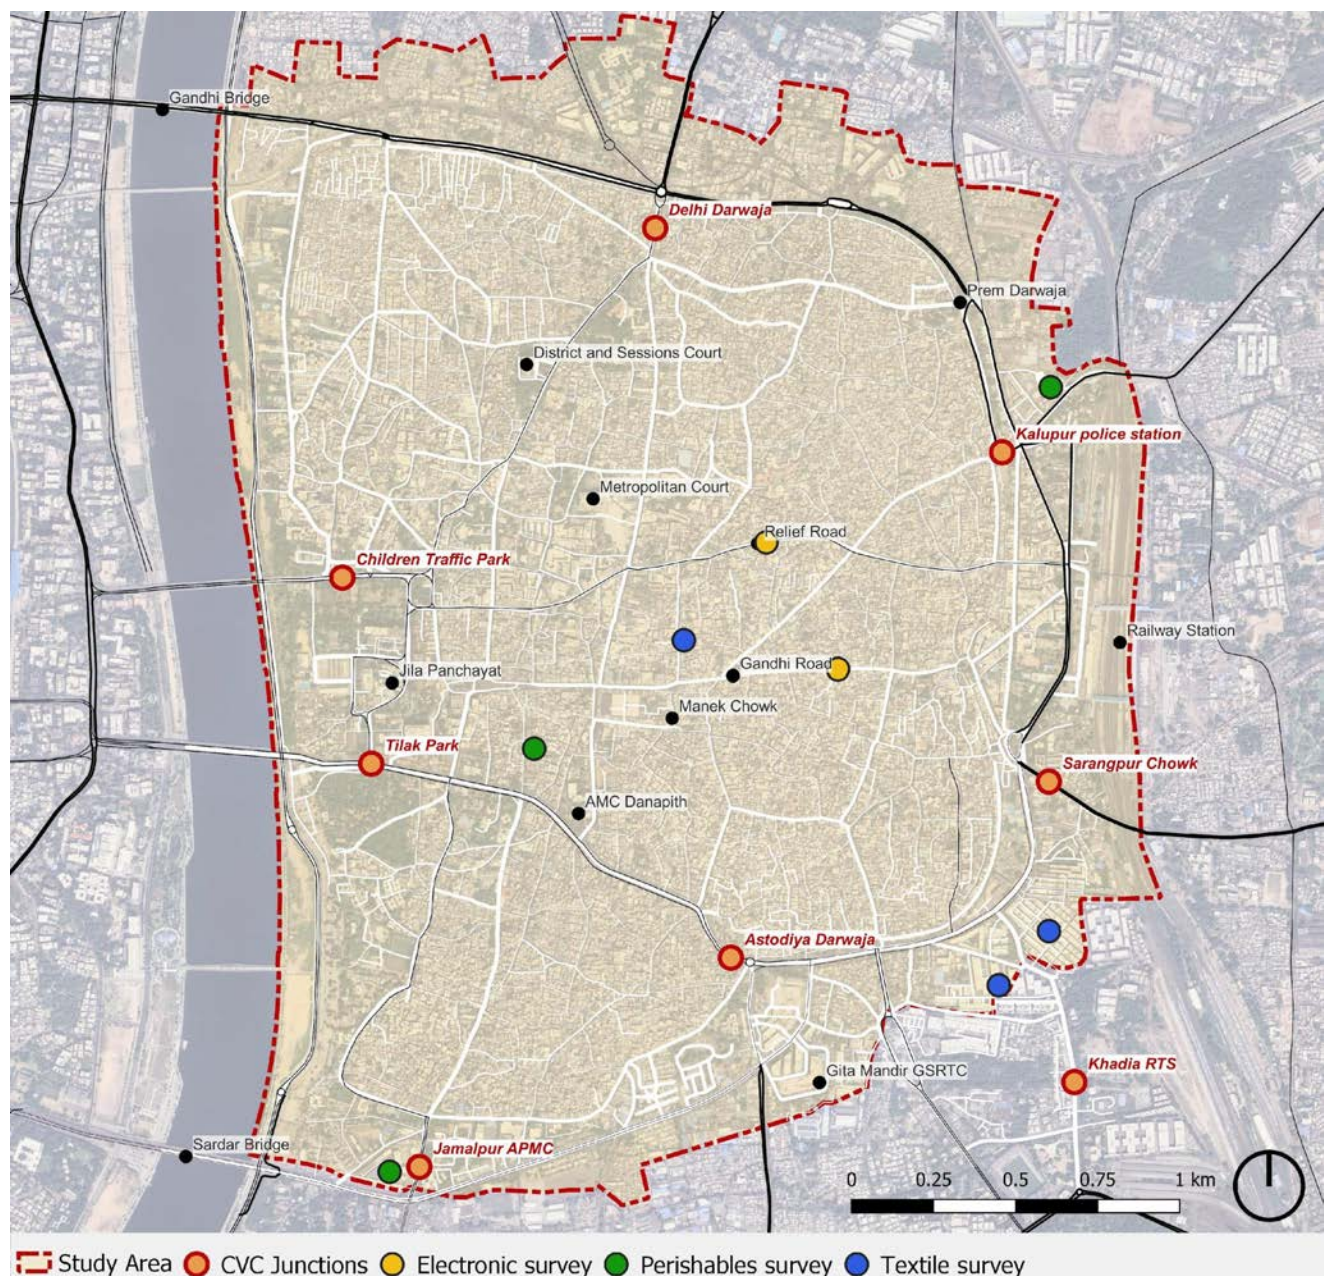 Gandhi Bridge
Delhi Darwaja
Prem Darwaja
District and Sessions Court
Kalupur police station
Metropolitan Court
Relief Road
Children Traffic Park
Railway Station
Gandhi Road
Jila Panchayat
Manek Chowk
Tilak Park
Sarangpur Chowk
AMC Danapith
Astodiya Darwaja
Khadia RTS
Gita Mandir GSRTC
Sardar Bridge
Jamalpur APMC
0 0.25 0.5 0.75 1 km
Study Area CVC Junctions Electronic survey Perishables survey Textile survey